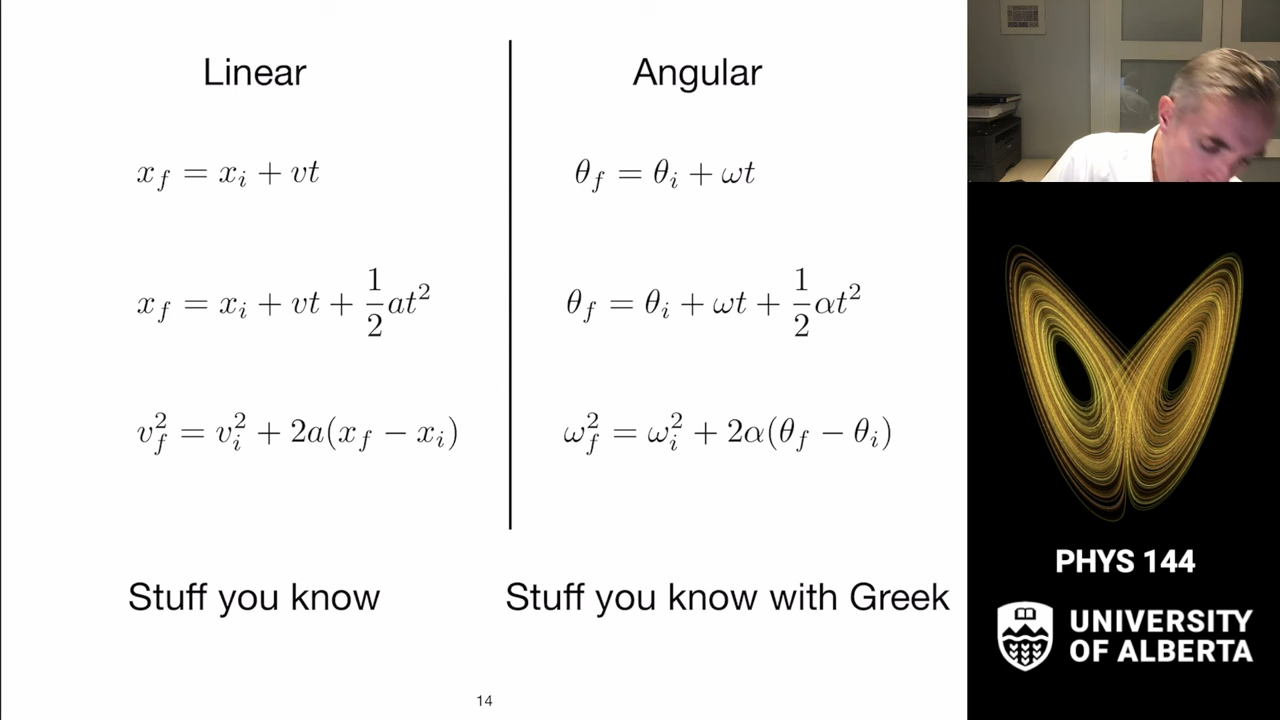 Linear
Angular
x_f = x_i + vt
θ_f = θ_i + ωt
x_f = x_i + vt + \frac{1}{2}at^2
θ_f = θ_i + ωt + \frac{1}{2}αt^2
v_f^2 = v_i^2 + 2a(x_f − x_i)
ω_f^2 = ω_i^2 + 2α(θ_f − θ_i)
Stuff you know
Stuff you know with Greek
14
PHYS 144
UNIVERSITY
OF ALBERTA